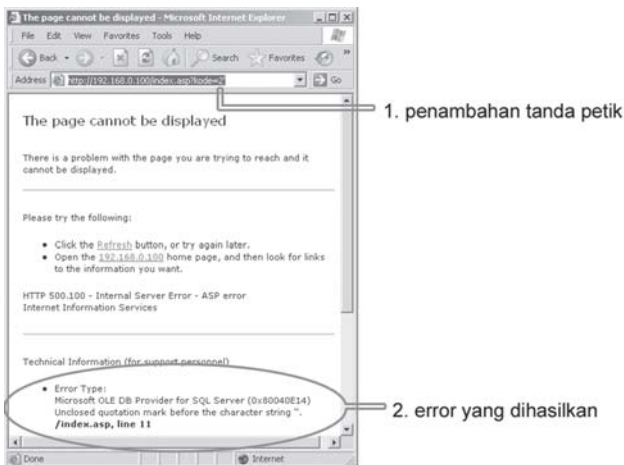 The page cannot be displayed - Microsoft Internet Explorer
File Edit View Favorites Tools Help
Back Search Favorites »
Address http://192.168.0.100/index.asp?kode=2' Go
1. penambahan tanda petik
The page cannot be displayed
There is a problem with the page you are trying to reach and it
cannot be displayed.
Please try the following:
• Click the Refresh button, or try again later.
• Open the 192.168.0.100 home page, and then look for links
to the information you want.
HTTP 500.100 - Internal Server Error - ASP error
Internet Information Services
Technical Information (for support personnel)
• Error Type:
Microsoft OLE DB Provider for SQL Server (0x80040E14)
Unclosed quotation mark before the character string ''.
/index.asp, line 11
2. error yang dihasilkan
Done Internet